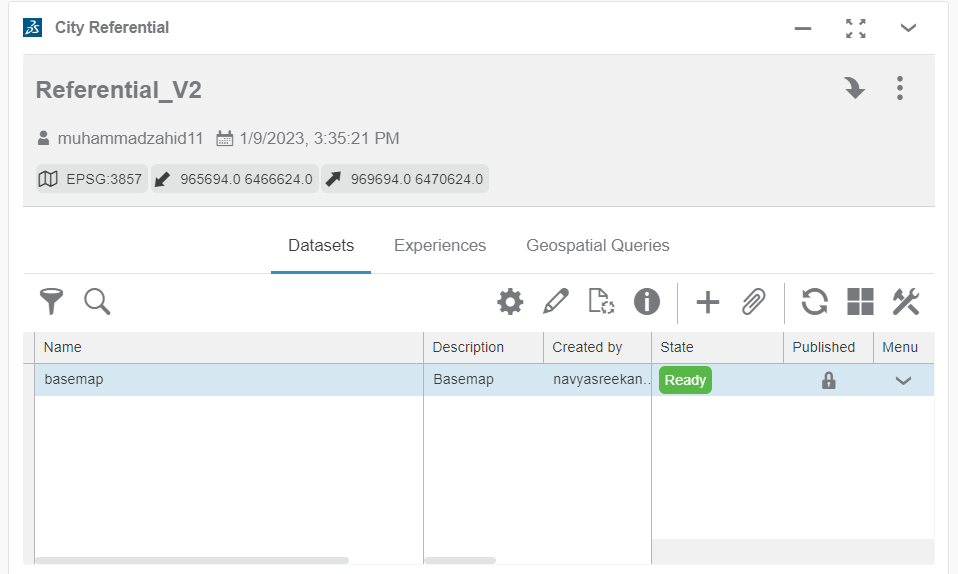 City Referential
Referential_V2
muhammadzahid11 1/9/2023, 3:35:21 PM
EPSG:3857 965694.0 6466624.0 969694.0 6470624.0
Datasets Experiences Geospatial Queries
Name Description Created by State Published Menu
basemap Basemap navyasreekan... Ready